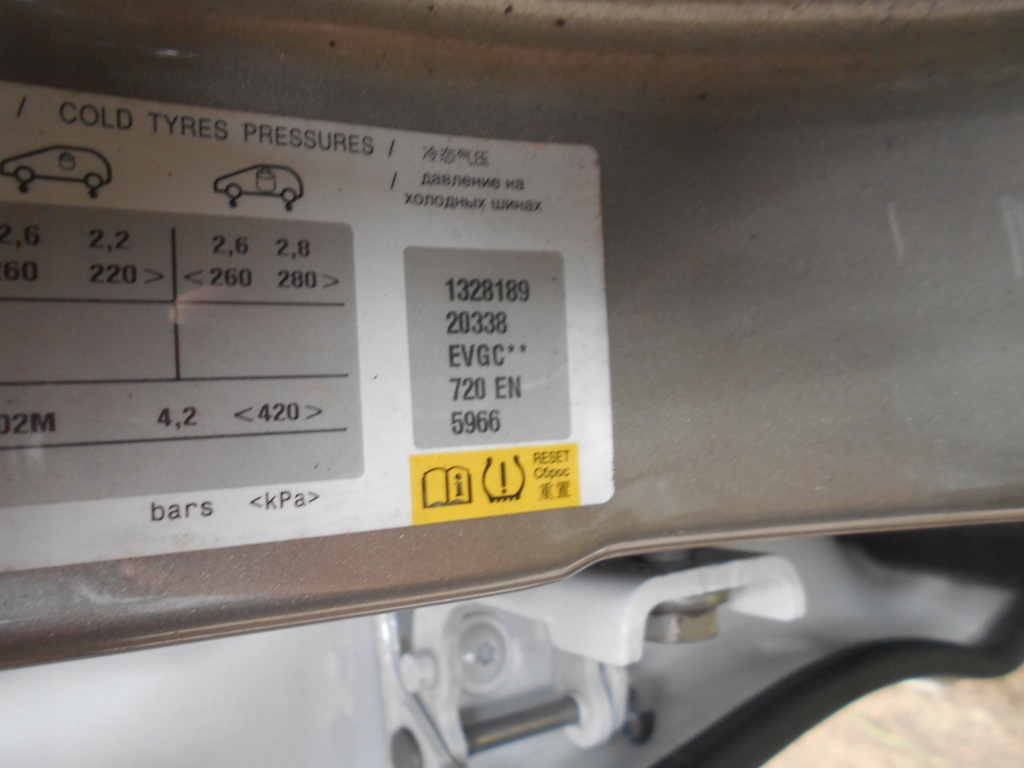 / COLD TYRES PRESSURES /
冷态气压
/ давление на
холодных шинах
2,6 2,2 2,6 2,8
260 220> <260 280>
02M 4,2 <420>
bars <kPa>
1328189
20338
EVGC**
720 EN
5966
RESET
Сброс
重置